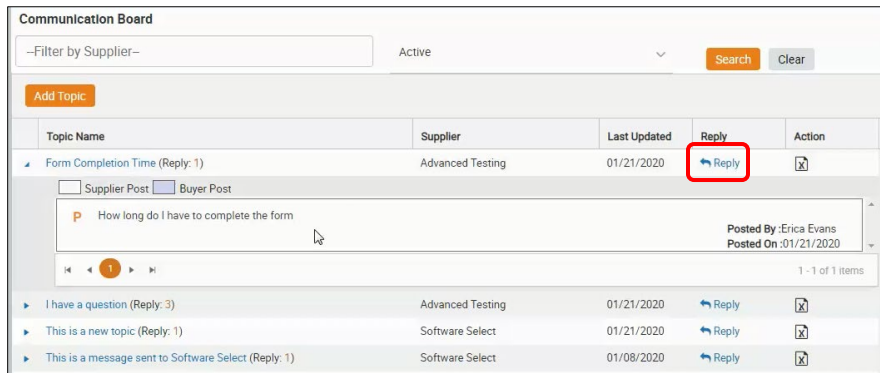 Communication Board
--Filter by Supplier-- Active Search Clear
Add Topic
Topic Name Supplier Last Updated Reply Action
Form Completion Time (Reply: 1) Advanced Testing 01/21/2020 Reply X
Supplier Post Buyer Post
P How long do I have to complete the form
Posted By :Erica Evans
Posted On :01/21/2020
1 1 - 1 of 1 items
I have a question (Reply: 3) Advanced Testing 01/21/2020 Reply X
This is a new topic (Reply: 1) Software Select 01/21/2020 Reply X
This is a message sent to Software Select (Reply: 1) Software Select 01/08/2020 Reply X